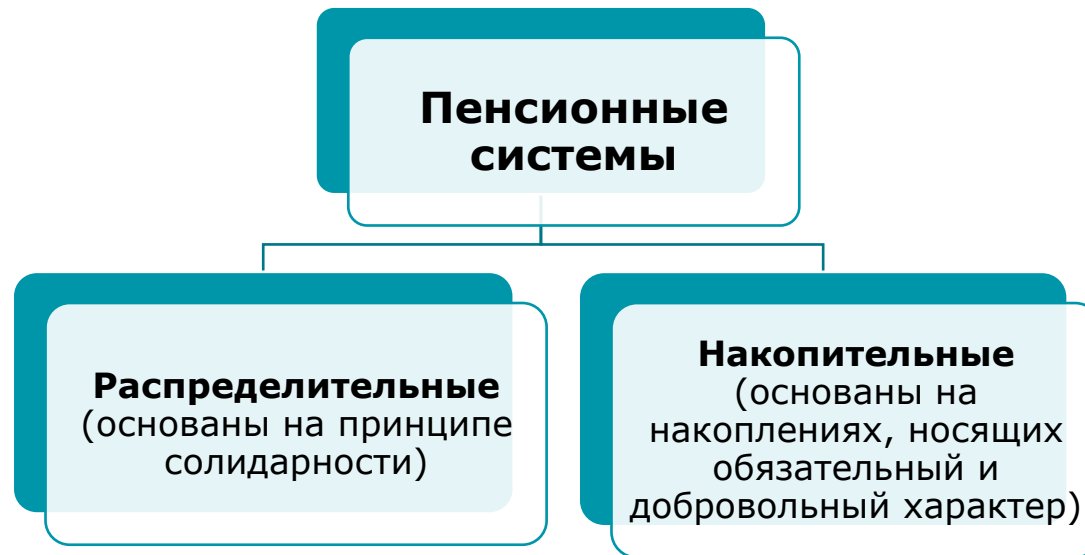 Пенсионные
системы
Распределительные
(основаны на принципе
солидарности)
Накопительные
(основаны на
накоплениях, носящих
обязательный и
добровольный характер)